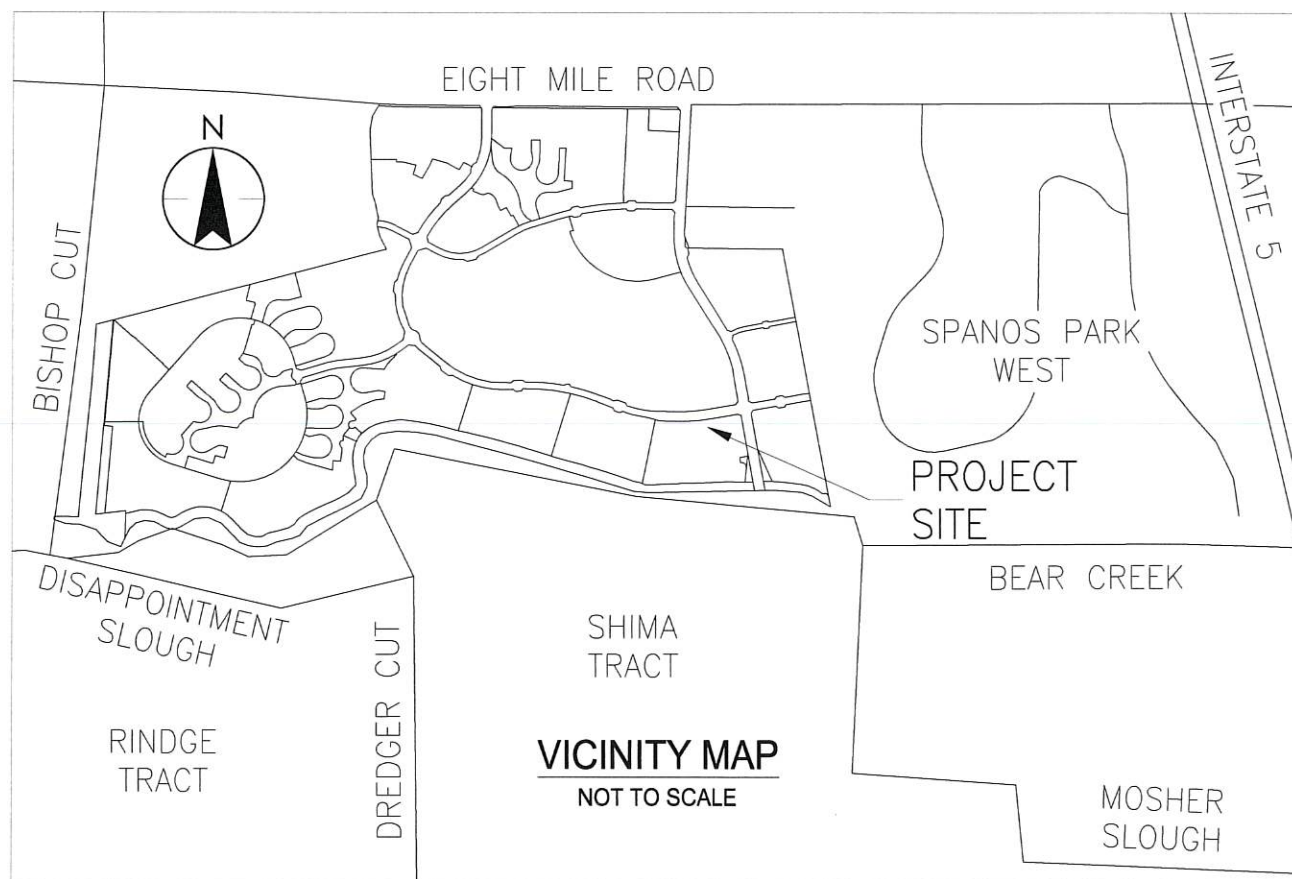 EIGHT MILE ROAD
INTERSTATE 5
N
BISHOP CUT
SPANOS PARK
WEST
PROJECT
SITE
BEAR CREEK
DISAPPOINTMENT
SLOUGH
DREDGER CUT
SHIMA
TRACT
RINDGE
TRACT
VICINITY MAP
NOT TO SCALE
MOSHER
SLOUGH